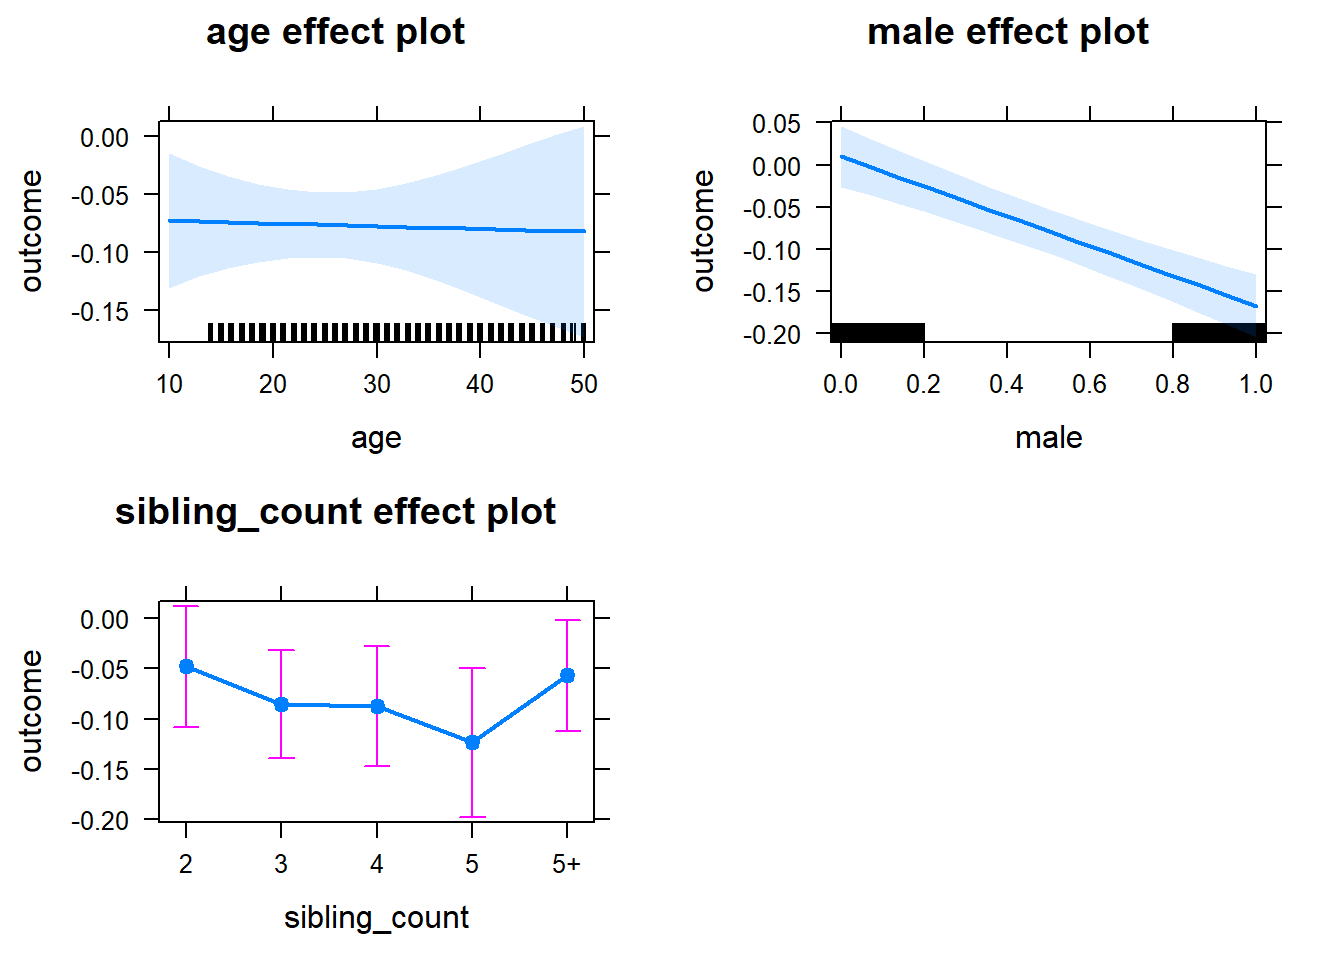 age effect plot
outcome
0.00
-0.05
-0.10
-0.15
10 20 30 40 50
age
male effect plot
outcome
0.05
0.00
-0.05
-0.10
-0.15
-0.20
0.0 0.2 0.4 0.6 0.8 1.0
male
sibling_count effect plot
outcome
0.00
-0.05
-0.10
-0.15
-0.20
2 3 4 5 5+
sibling_count